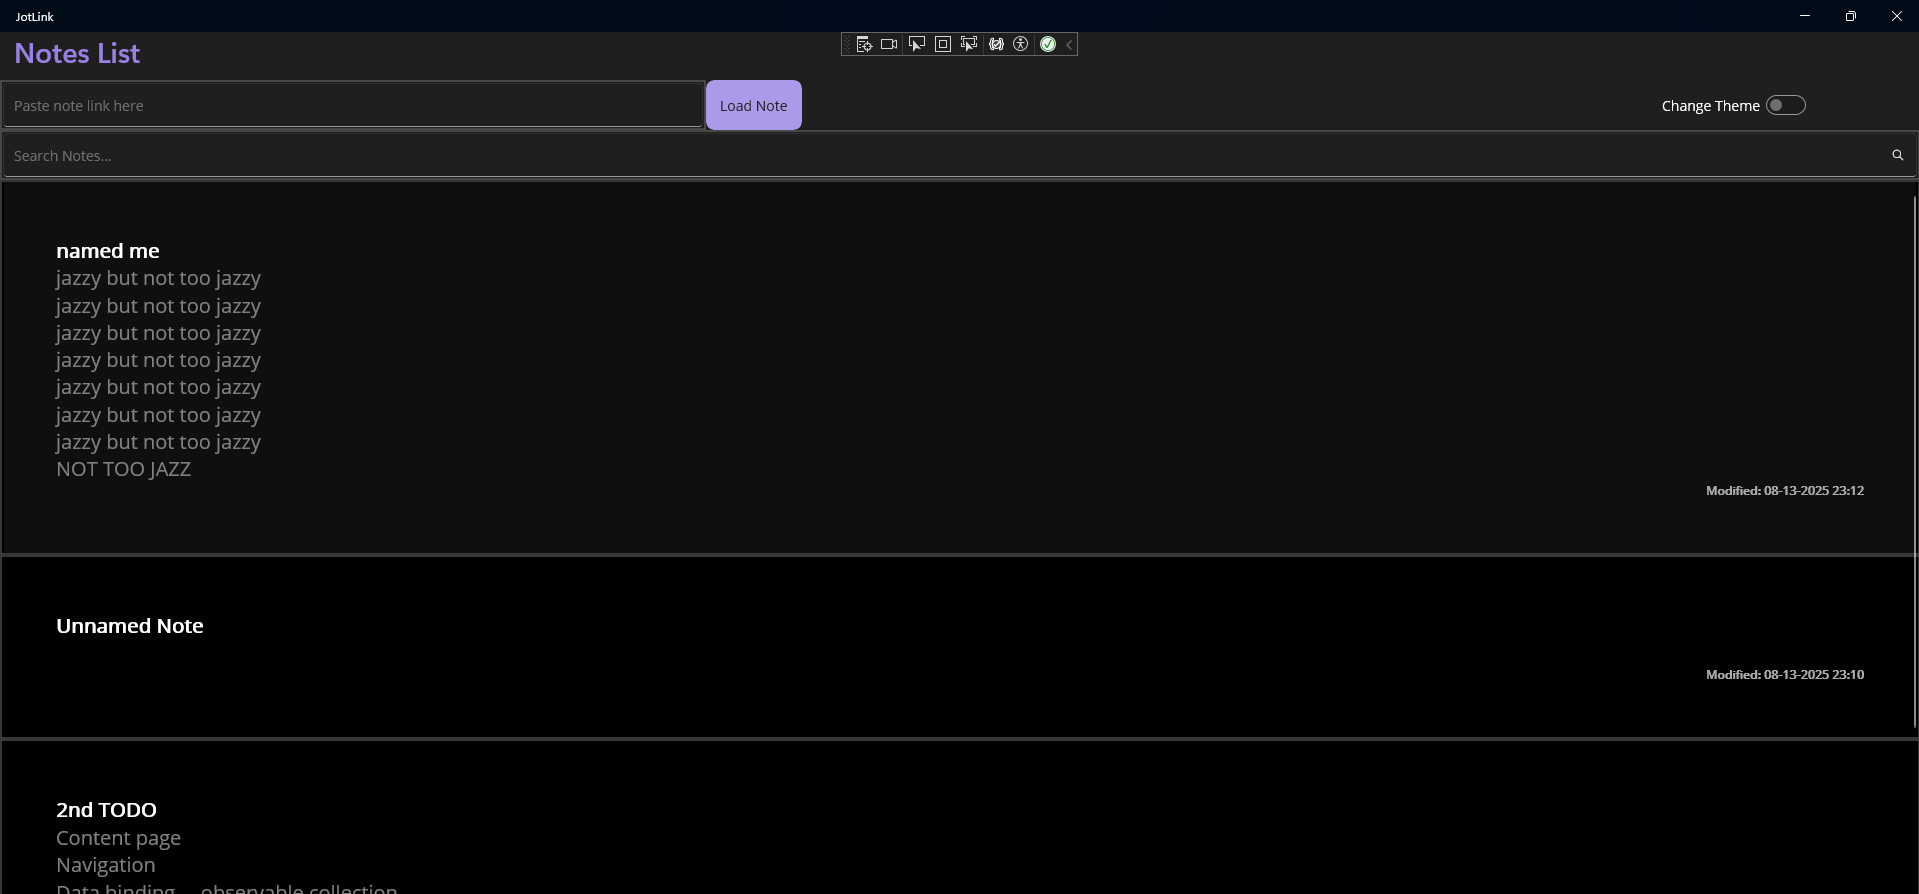 JotLink
Notes List
Paste note link here
Load Note
Change Theme
Search Notes...
named me
jazzy but not too jazzy
jazzy but not too jazzy
jazzy but not too jazzy
jazzy but not too jazzy
jazzy but not too jazzy
jazzy but not too jazzy
jazzy but not too jazzy
NOT TOO JAZZ
Modified: 08-13-2025 23:12
Unnamed Note
Modified: 08-13-2025 23:10
2nd TODO
Content page
Navigation
Data binding observable collection